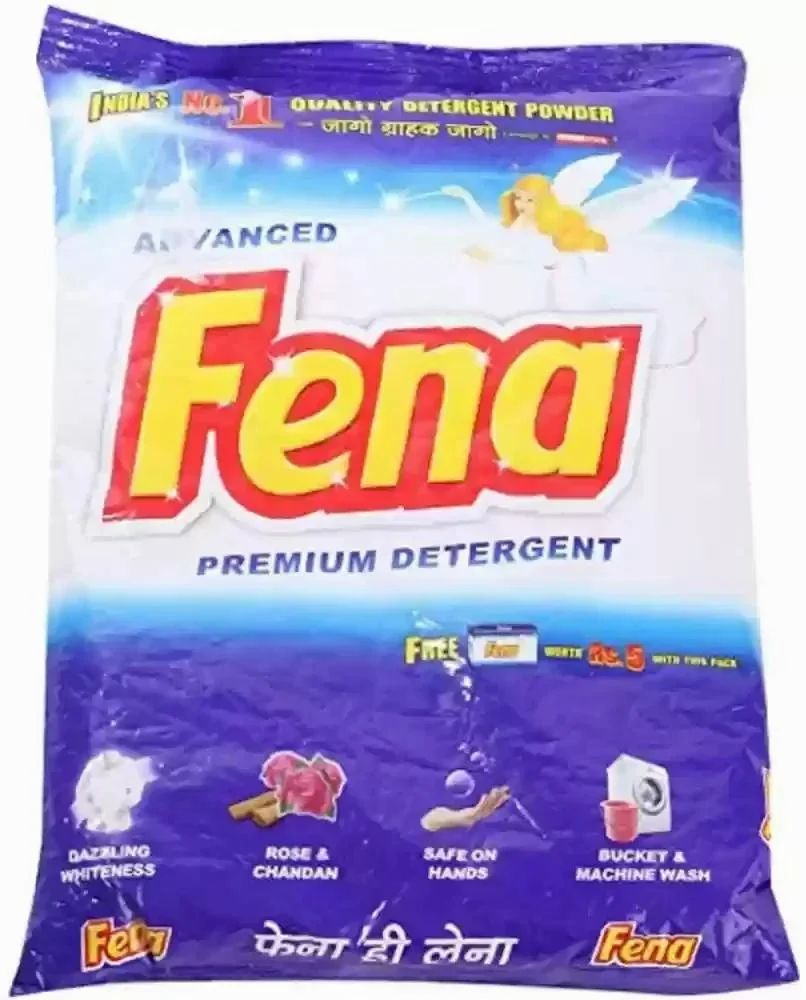 INDIA'S No.1 QUALITY DETERGENT POWDER
जागो ग्राहक जागो
ADVANCED
Fena
PREMIUM DETERGENT
FREE Fena WORTH Rs. 5 WITH THIS PACK
DAZZLING WHITENESS
ROSE & CHANDAN
SAFE ON HANDS
BUCKET & MACHINE WASH
Fena फेना ही लेना Fena